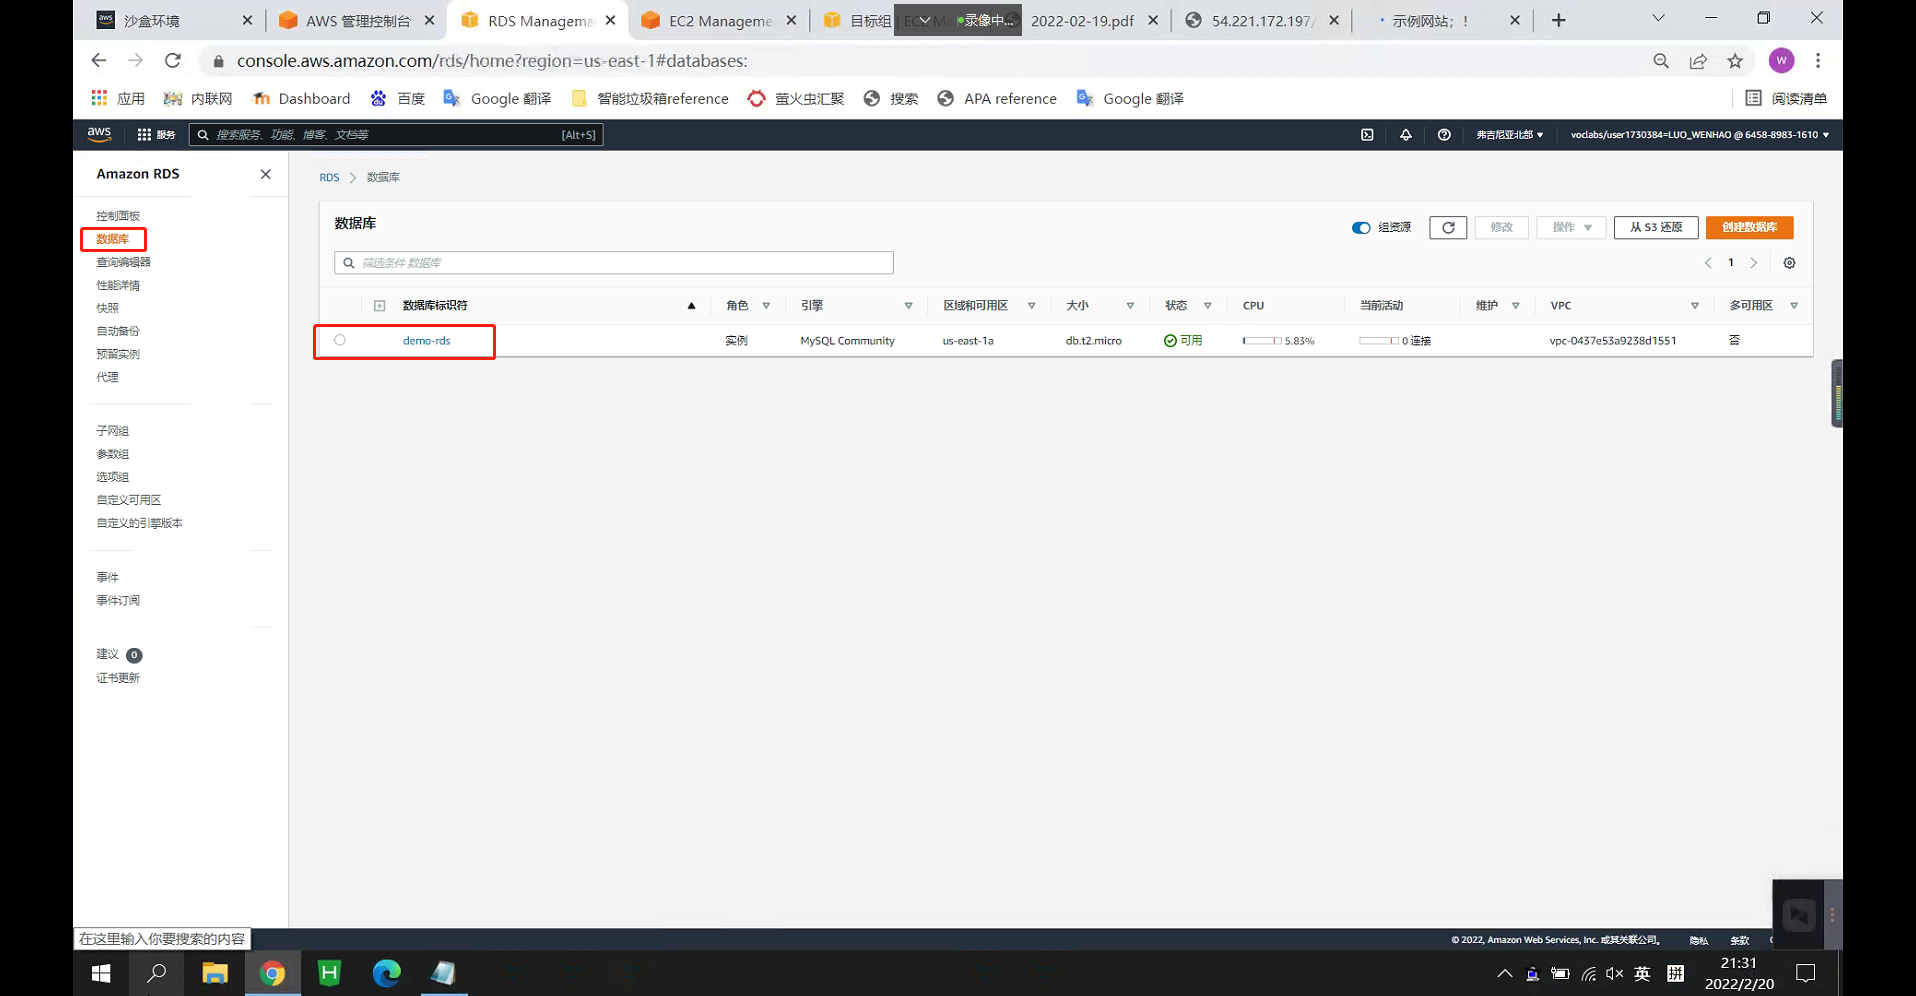 沙盒环境
AWS 管理控制台
RDS Managema
EC2 Manageme
目标组 | EC2 Ma
录像中...
2022-02-19.pdf
54.221.172.197/
示例网站；！
console.aws.amazon.com/rds/home?region=us-east-1#databases:
W
应用 内联网 Dashboard 百度 Google 翻译 智能垃圾箱reference 萤火虫汇聚 搜索 APA reference Google 翻译 阅读清单
aws 服务 搜索服务、功能、博客、文档等 [Alt+S] 弗吉尼亚北部 voclabs/user1730384=LUO_WENHAO @ 6458-8983-1610
Amazon RDS
控制面板
数据库
查询编辑器
性能详情
快照
自动备份
预留实例
代理
子网组
参数组
选项组
自定义可用区
自定义的引擎版本
事件
事件订阅
建议 0
证书更新
RDS 数据库
数据库
组资源 修改 操作 从 S3 还原 创建数据库
筛选条件 数据库
1
数据库标识符 角色 引擎 区域和可用区 大小 状态 CPU 当前活动 维护 VPC 多可用区
demo-rds 实例 MySQL Community us-east-1a db.t2.micro 可用 5.83% 0 连接 vpc-0437e53a9238d1551 否
© 2022, Amazon Web Services, Inc. 或其关联公司。 隐私 条款
在这里输入你要搜索的内容
英 拼
21:31
2022/2/20